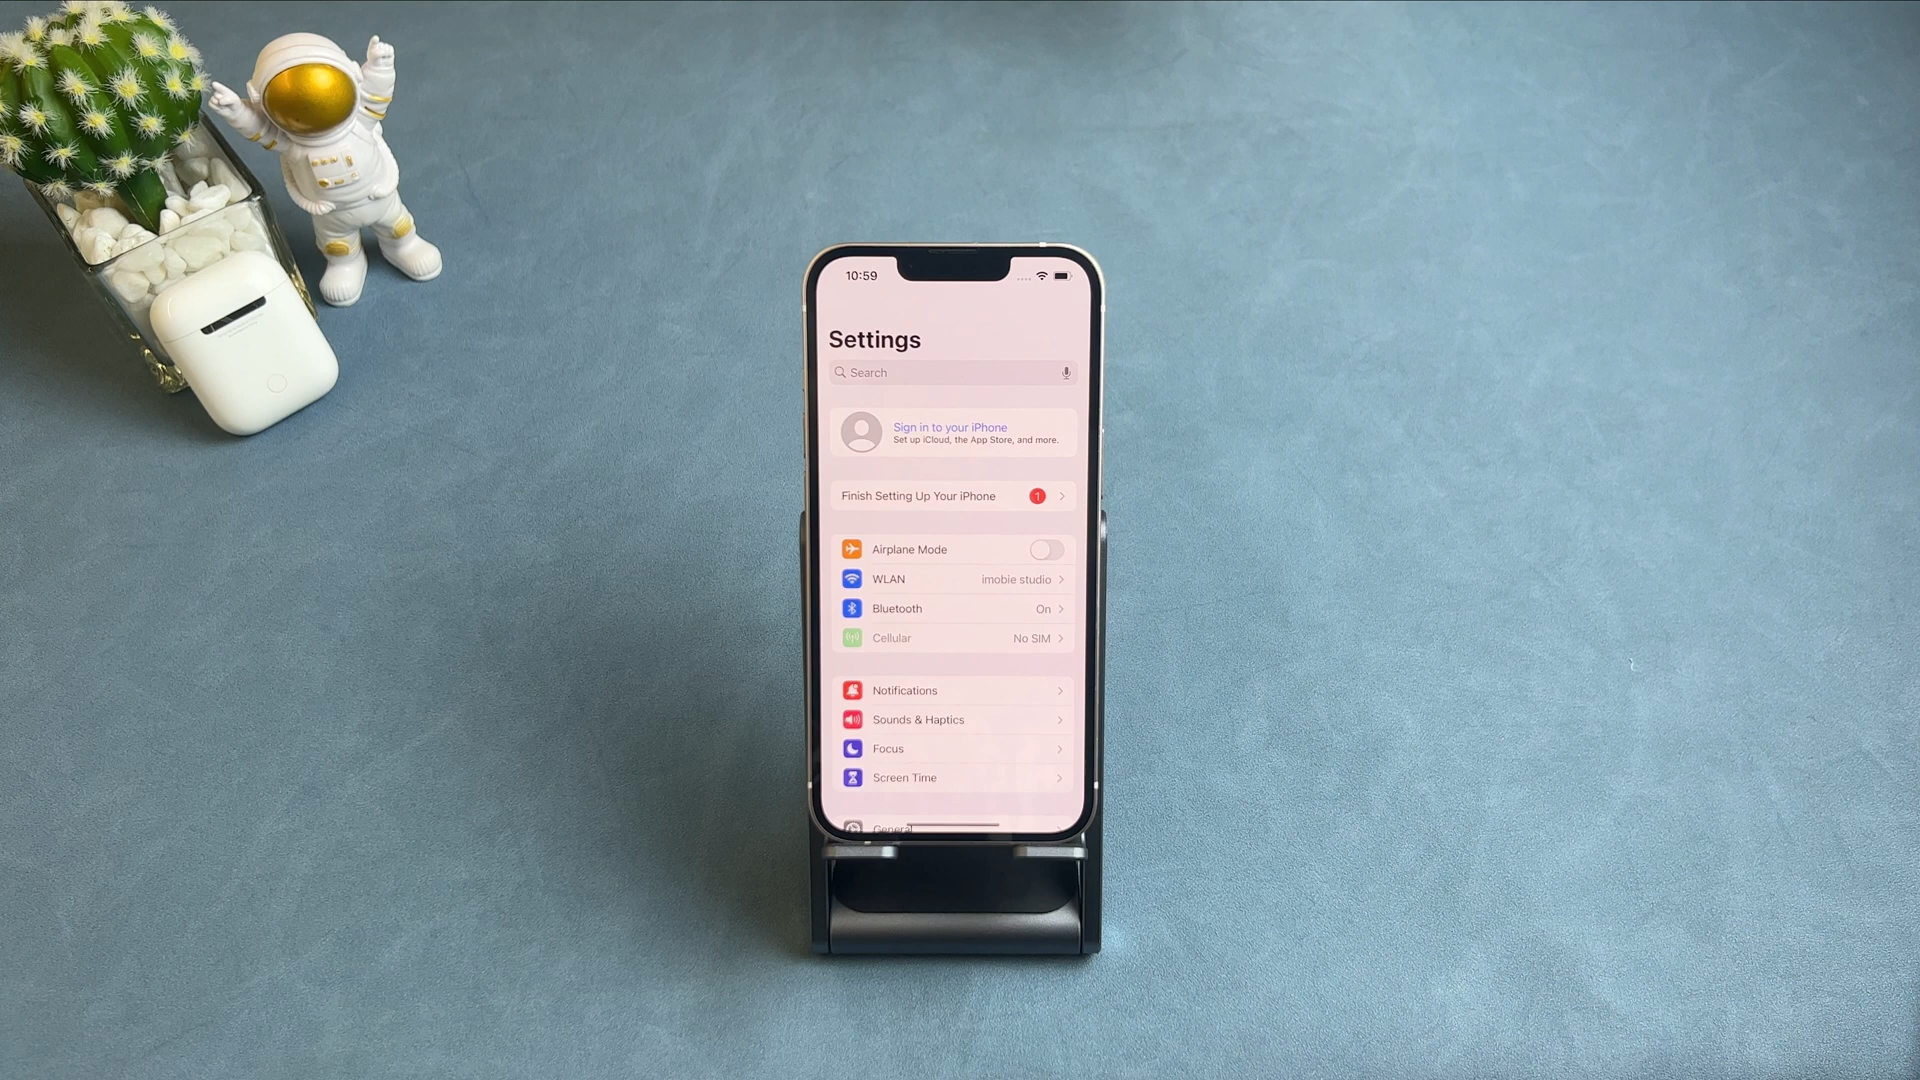 10:59
Settings
Search
Sign in to your iPhone
Set up iCloud, the App Store, and more.
Finish Setting Up Your iPhone 1
Airplane Mode
WLAN imobie studio
Bluetooth On
Cellular No SIM
Notifications
Sounds & Haptics
Focus
Screen Time
General